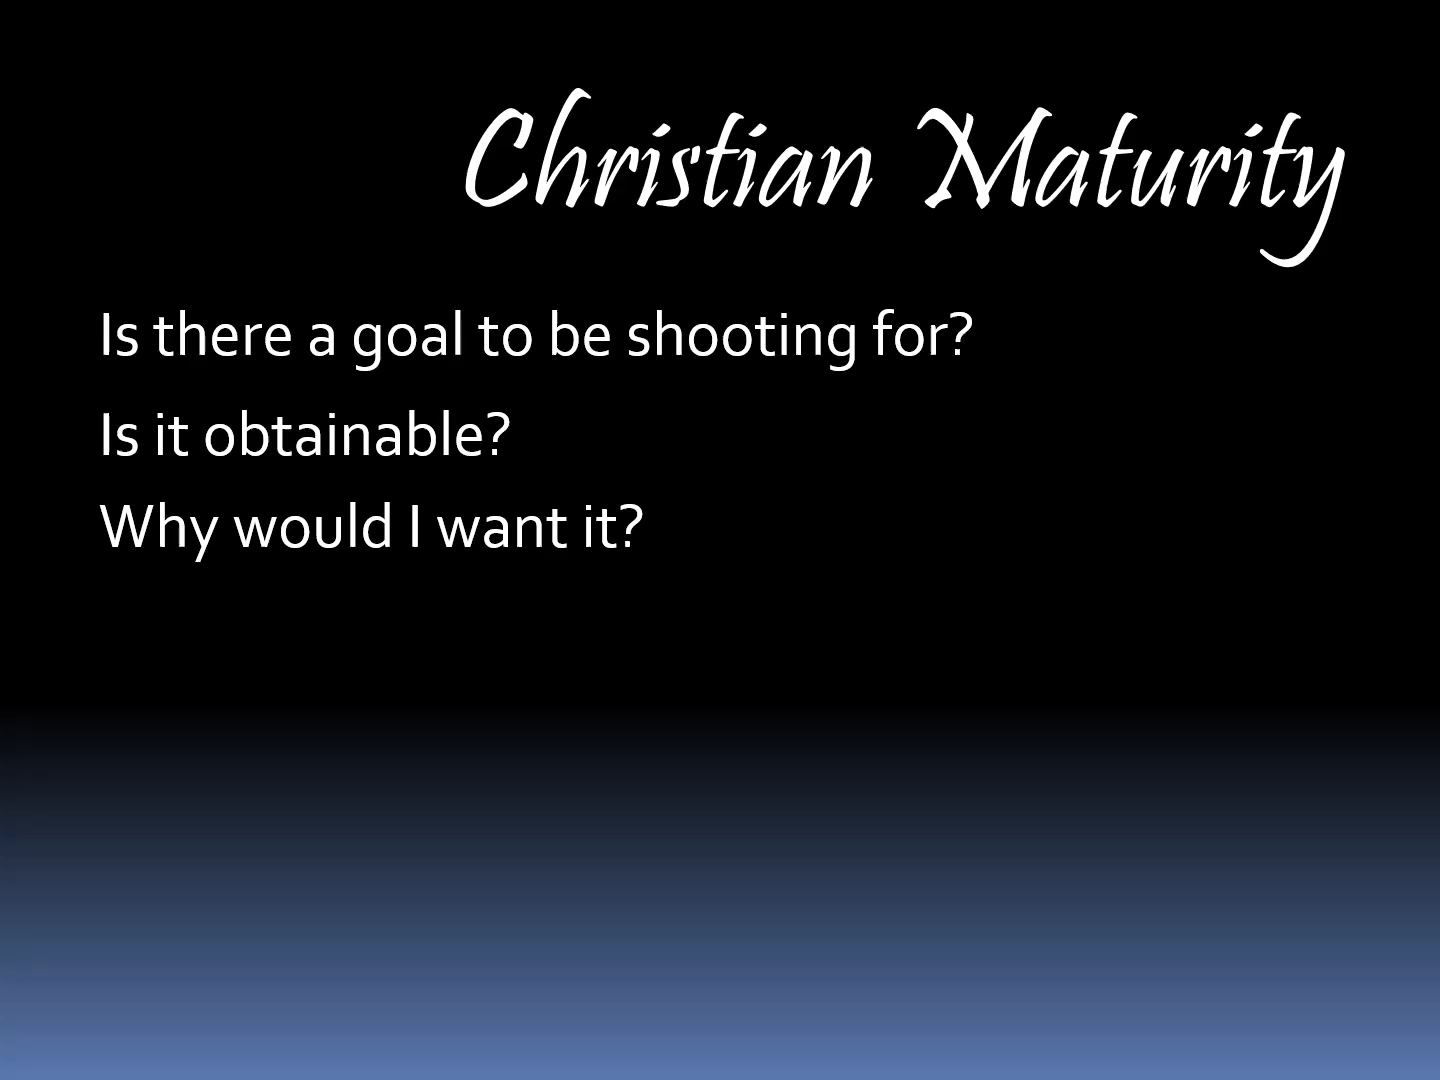 Christian Maturity
Is there a goal to be shooting for?
Is it obtainable?
Why would I want it?